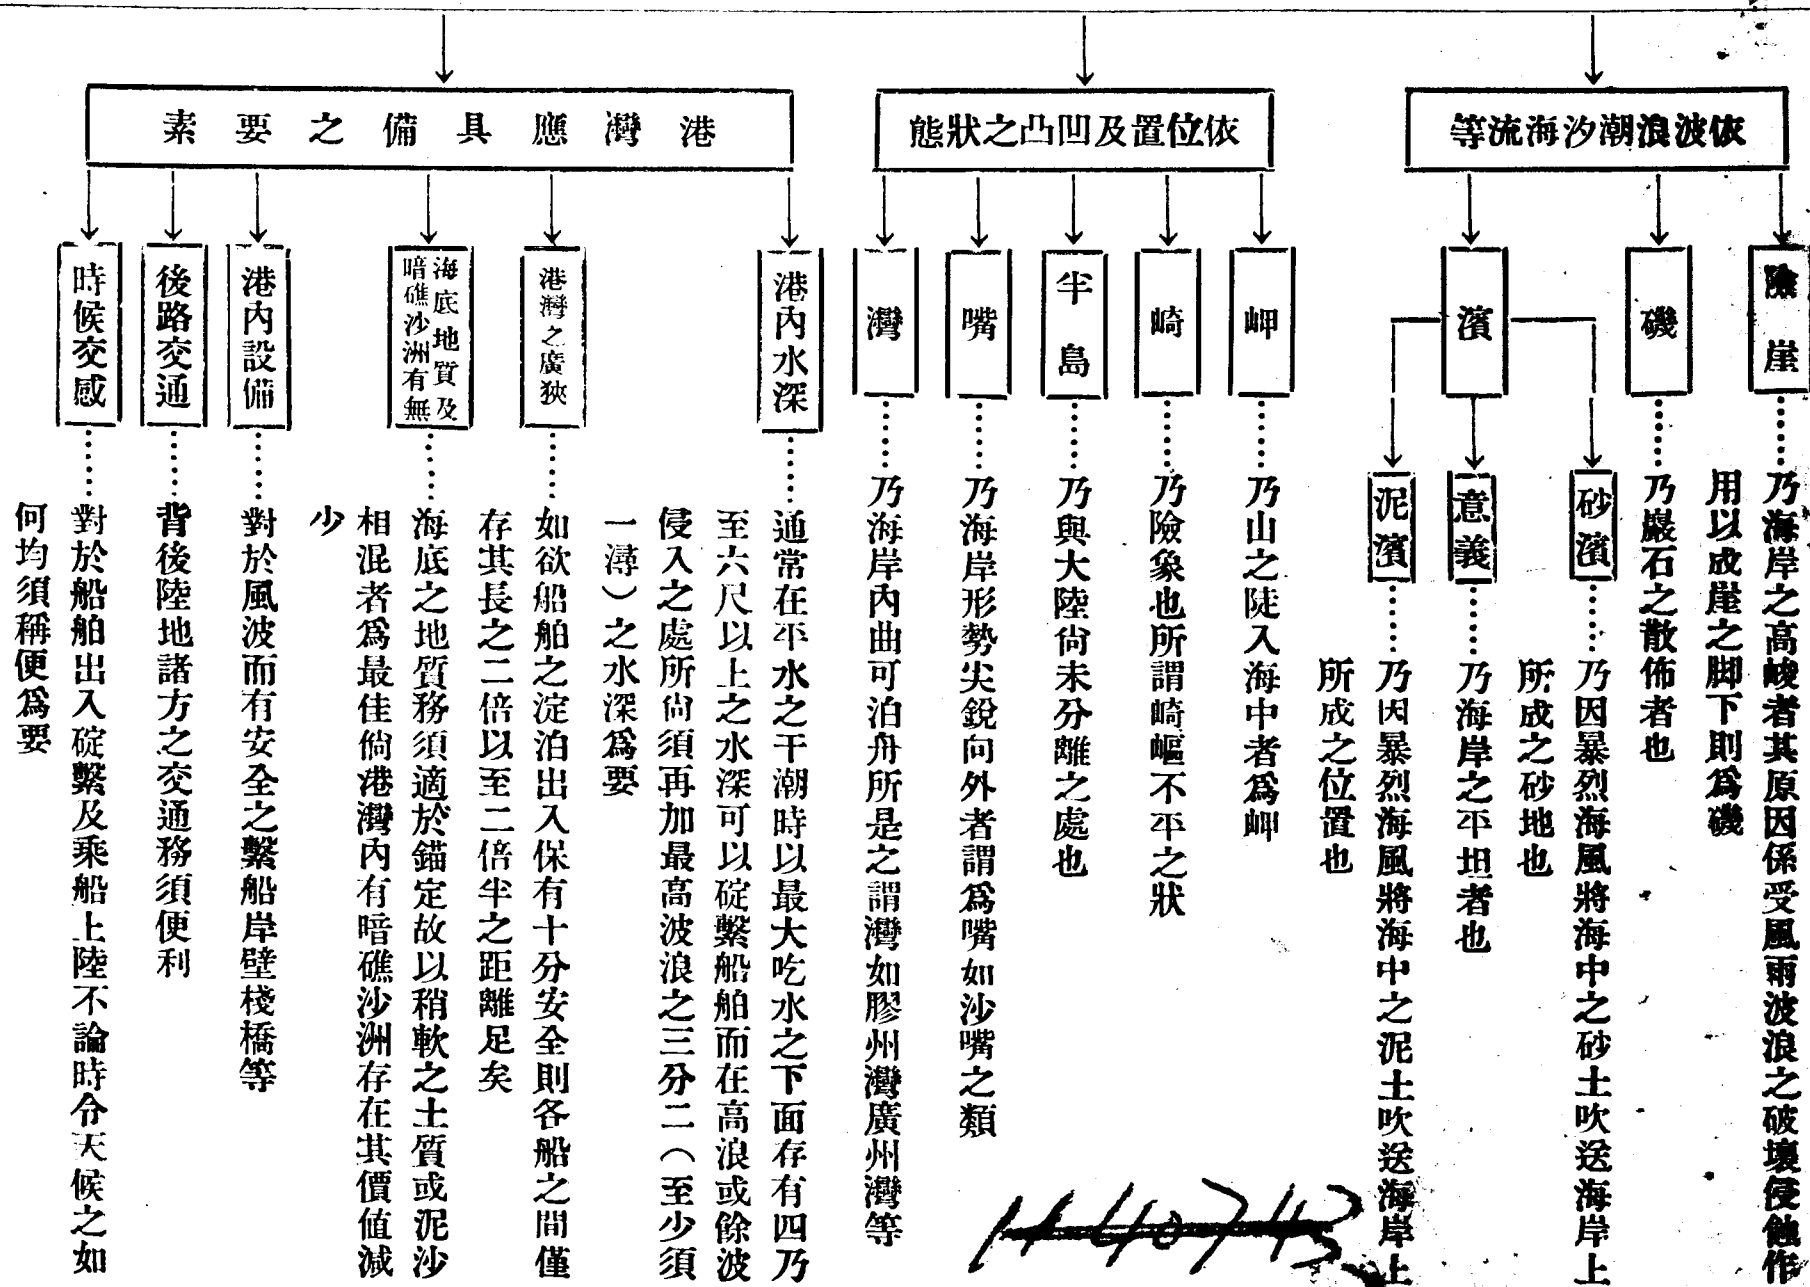 依波浪潮汐海流等
險崖
乃海岸之高峻者其原因係受風雨波浪之破壞侵蝕作
用以成崖之脚下則爲磯
磯
乃巖石之散佈者也
濱
砂濱
乃因暴烈海風將海中之砂土吹送海岸上
所成之砂地也
意義
乃海岸之平坦者也
泥濱
乃因暴烈海風將海中之泥土吹送海岸上
所成之位置也
依位置及凹凸之狀態
岬
乃山之陡入海中者爲岬
崎
乃險象也所謂崎嶇不平之狀
半島
乃與大陸尙未分離之處也
嘴
乃海岸形勢尖銳向外者謂爲嘴如沙嘴之類
灣
乃海岸內曲可泊舟所是之謂灣如膠州灣廣州灣等
港灣應具備之要素
港內水深
通常在平水之干潮時以最大吃水之下面存有四乃
至六尺以上之水深可以碇繫船舶而在高浪或餘波
侵入之處所尙須再加最高波浪之三分二（至少須
一潯）之水深爲要
港灣之廣狹
如欲船舶之淀泊出入保有十分安全則各船之間僅
存其長之二倍以至二倍半之距離足矣
海底地質及
暗礁沙洲有無
海底之地質務須適於錨定故以稍軟之土質或泥沙
相混者爲最佳倘港灣內有暗礁沙洲存在其價値減
少
港內設備
對於風波而有安全之繫船岸壁棧橋等
後路交通
背後陸地諸方之交通務須便利
時候交感
對於船舶出入碇繫及乘船上陸不論時令天候之如
何均須稱便爲要
1140743